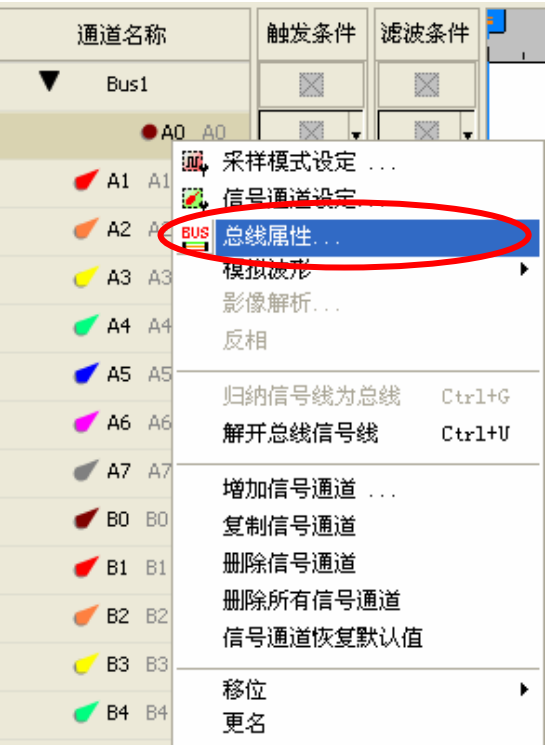 通道名称 触发条件 滤波条件
Bus1
A0 A0
采样模式设定 ...
A1 A1
信号通道设定...
A2 A2
BUS 总线属性...
A3 A3
模拟波形
影像解析...
A4 A4
反相
A5 A5
归纳信号线为总线 Ctrl+G
A6 A6
解开总线信号线 Ctrl+U
A7 A7
增加信号通道 ...
B0 B0
复制信号通道
B1 B1
删除信号通道
删除所有信号通道
B2 B2
信号通道恢复默认值
B3 B3
移位
B4 B4
更名